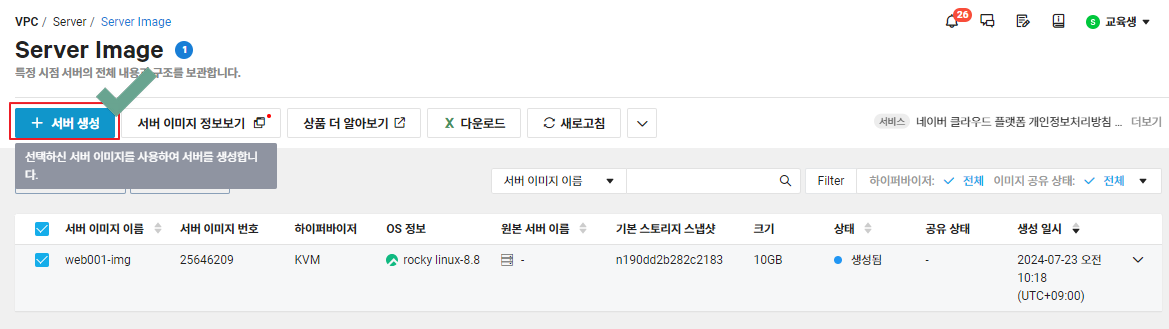 VPC / Server / Server Image
26
S 교육생
Server Image 1
특정 시점 서버의 전체 내용과 구조를 보관합니다.
+ 서버 생성
서버 이미지 정보보기
상품 더 알아보기
X 다운로드
새로고침
서비스 네이버 클라우드 플랫폼 개인정보처리방침 ... 더보기
선택하신 서버 이미지를 사용하여 서버를 생성합니
다.
서버 이미지 이름
Filter
하이퍼바이저: 전체 이미지 공유 상태: 전체
서버 이미지 이름 서버 이미지 번호 하이퍼바이저 OS 정보 원본 서버 이름 기본 스토리지 스냅샷 크기 상태 공유 상태 생성 일시
web001-img 25646209 KVM rocky linux-8.8 - n190dd2b282c2183 10GB 생성됨 - 2024-07-23 오전
10:18
(UTC+09:00)